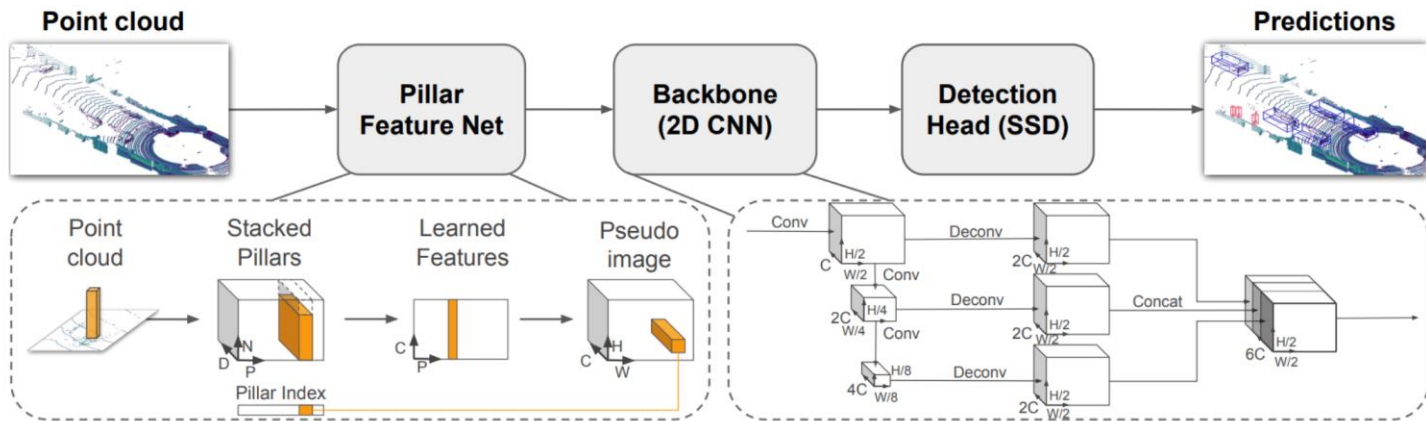 Point cloud
Pillar
Feature Net
Backbone
(2D CNN)
Detection
Head (SSD)
Predictions
Point
cloud
Stacked
Pillars
Learned
Features
Pseudo
image
N
D
P
C
P
H
C
W
Pillar Index
Conv
H/2
C
W/2
Conv
Deconv
H/2
2C
W/2
H/4
2C
W/4
Conv
Deconv
H/2
2C
W/2
Concat
H/8
4C
W/8
Deconv
H/2
2C
W/2
H/2
6C
W/2